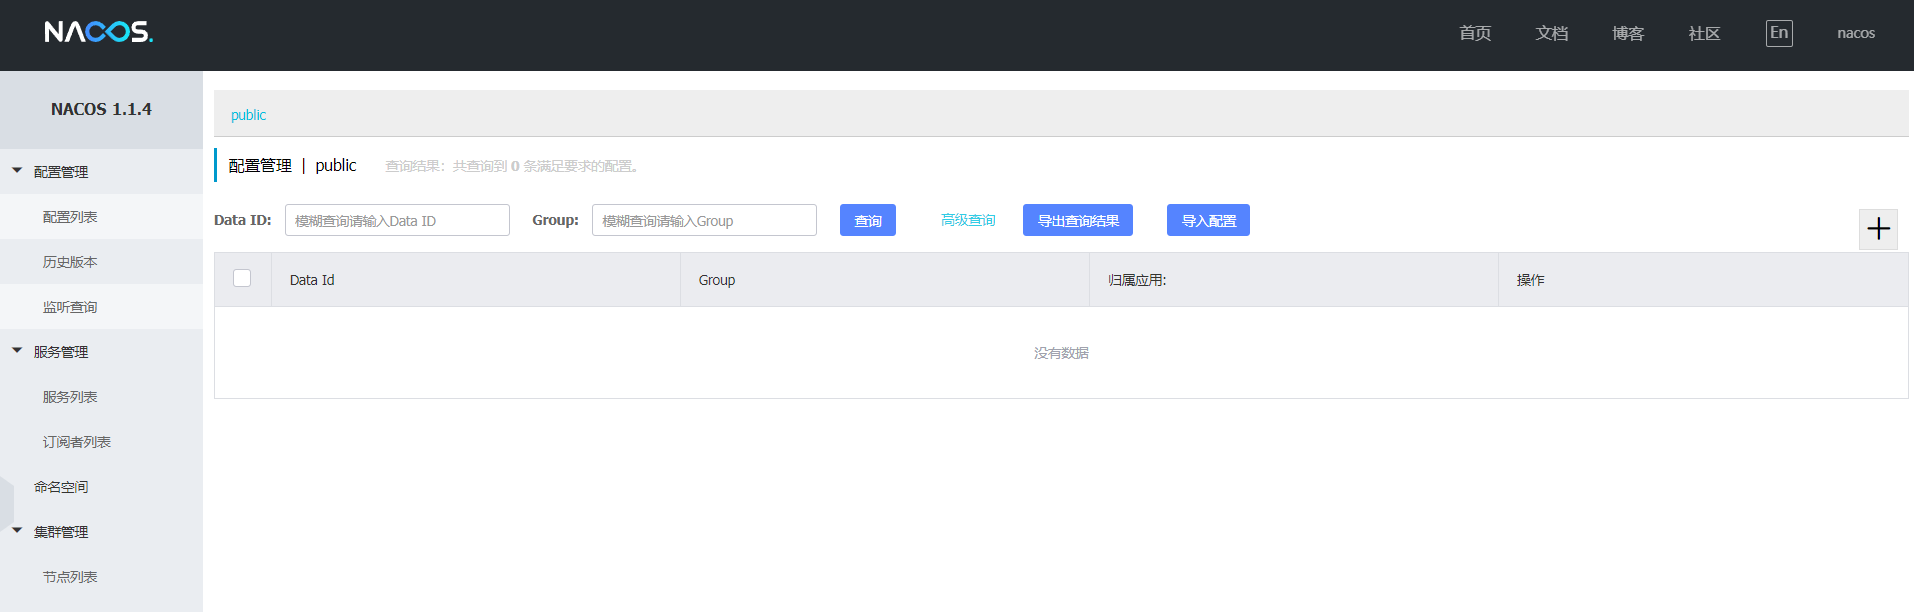 NACOS.
首页 文档 博客 社区 En nacos
NACOS 1.1.4
配置管理
配置列表
历史版本
监听查询
服务管理
服务列表
订阅者列表
命名空间
集群管理
节点列表
public
配置管理 | public 查询结果：共查询到 0 条满足要求的配置。
Data ID: 模糊查询请输入Data ID Group: 模糊查询请输入Group 查询 高级查询 导出查询结果 导入配置
Data Id Group 归属应用: 操作
没有数据